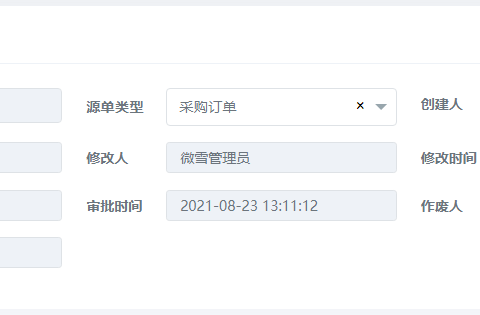 源单类型 采购订单 × 创建人
修改人 微雪管理员 修改时间
审批时间 2021-08-23 13:11:12 作废人